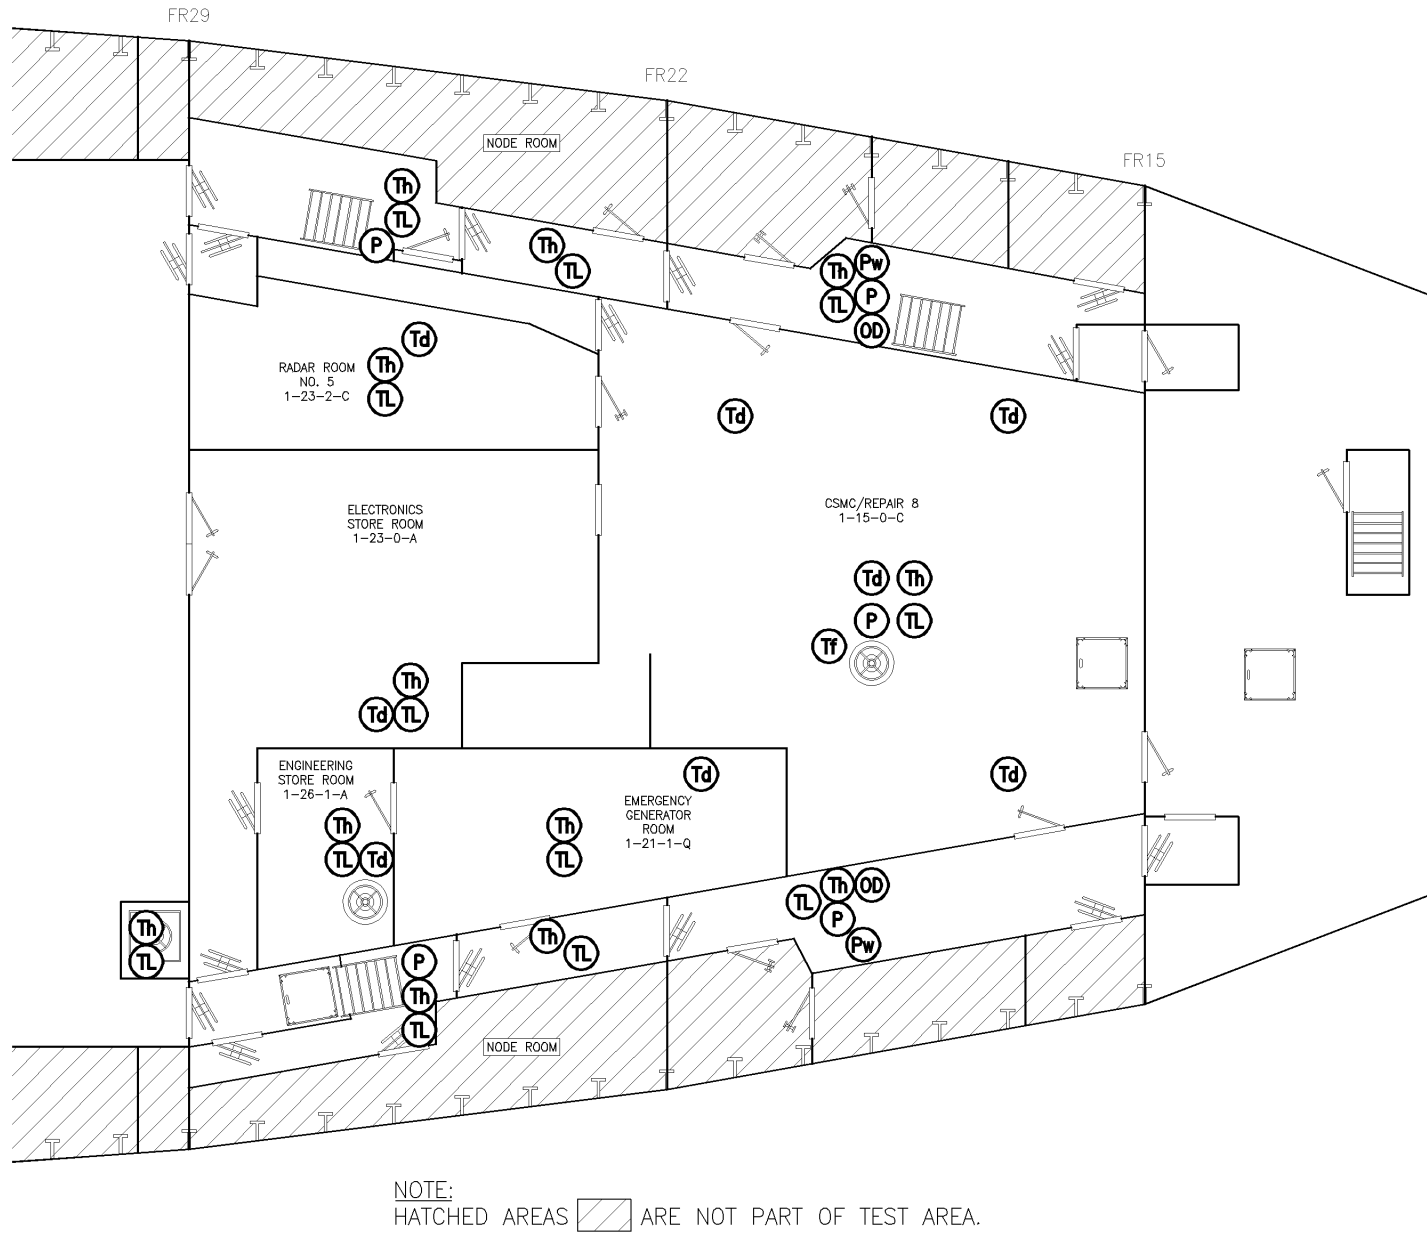 FR29
FR22
FR15
NODE ROOM
Th
TL
P
Th
TL
Th
Pw
TL
P
OD
Td
RADAR ROOM
NO. 5
1-23-2-C
Th
TL
Td
Td
ELECTRONICS
STORE ROOM
1-23-0-A
CSMC/REPAIR 8
1-15-0-C
Td
Th
P
TL
Tf
Th
Td
TL
ENGINEERING
STORE ROOM
1-26-1-A
Td
Td
EMERGENCY
GENERATOR
ROOM
1-21-1-Q
Th
TL
Td
Th
TL
Th
OD
TL
P
Pw
Th
TL
Th
TL
P
Th
TL
NODE ROOM
NOTE:
HATCHED AREAS ARE NOT PART OF TEST AREA.